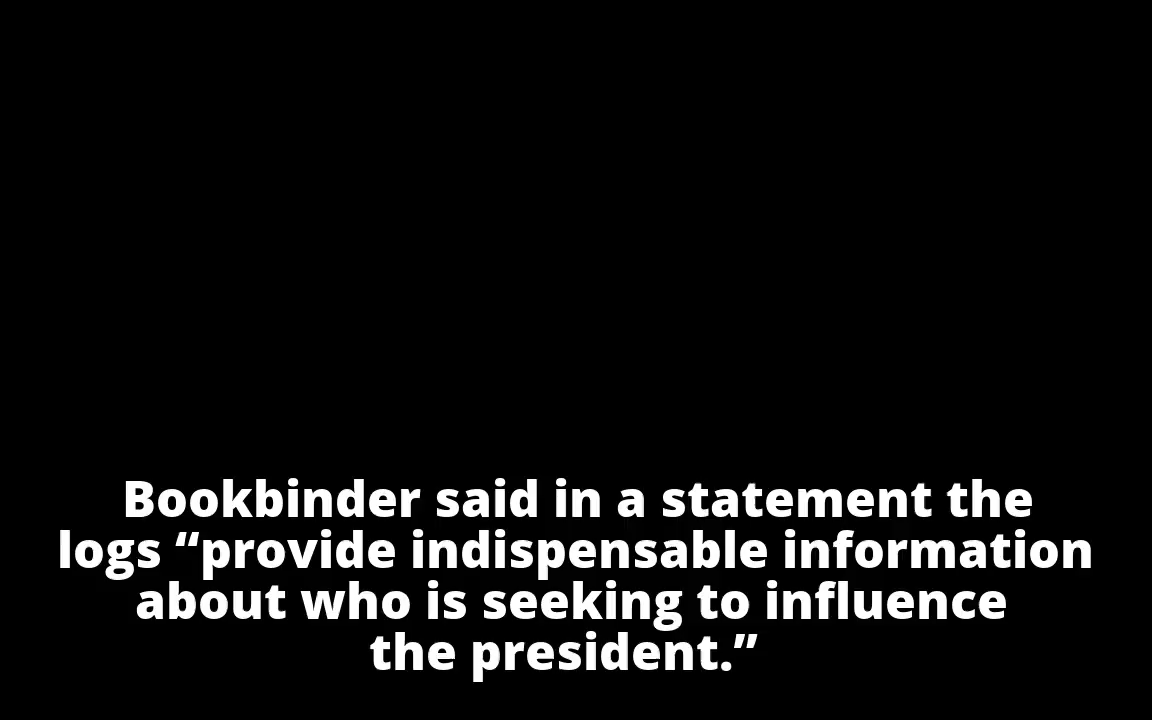 Bookbinder said in a statement the
logs “provide indispensable information
about who is seeking to influence
the president.”